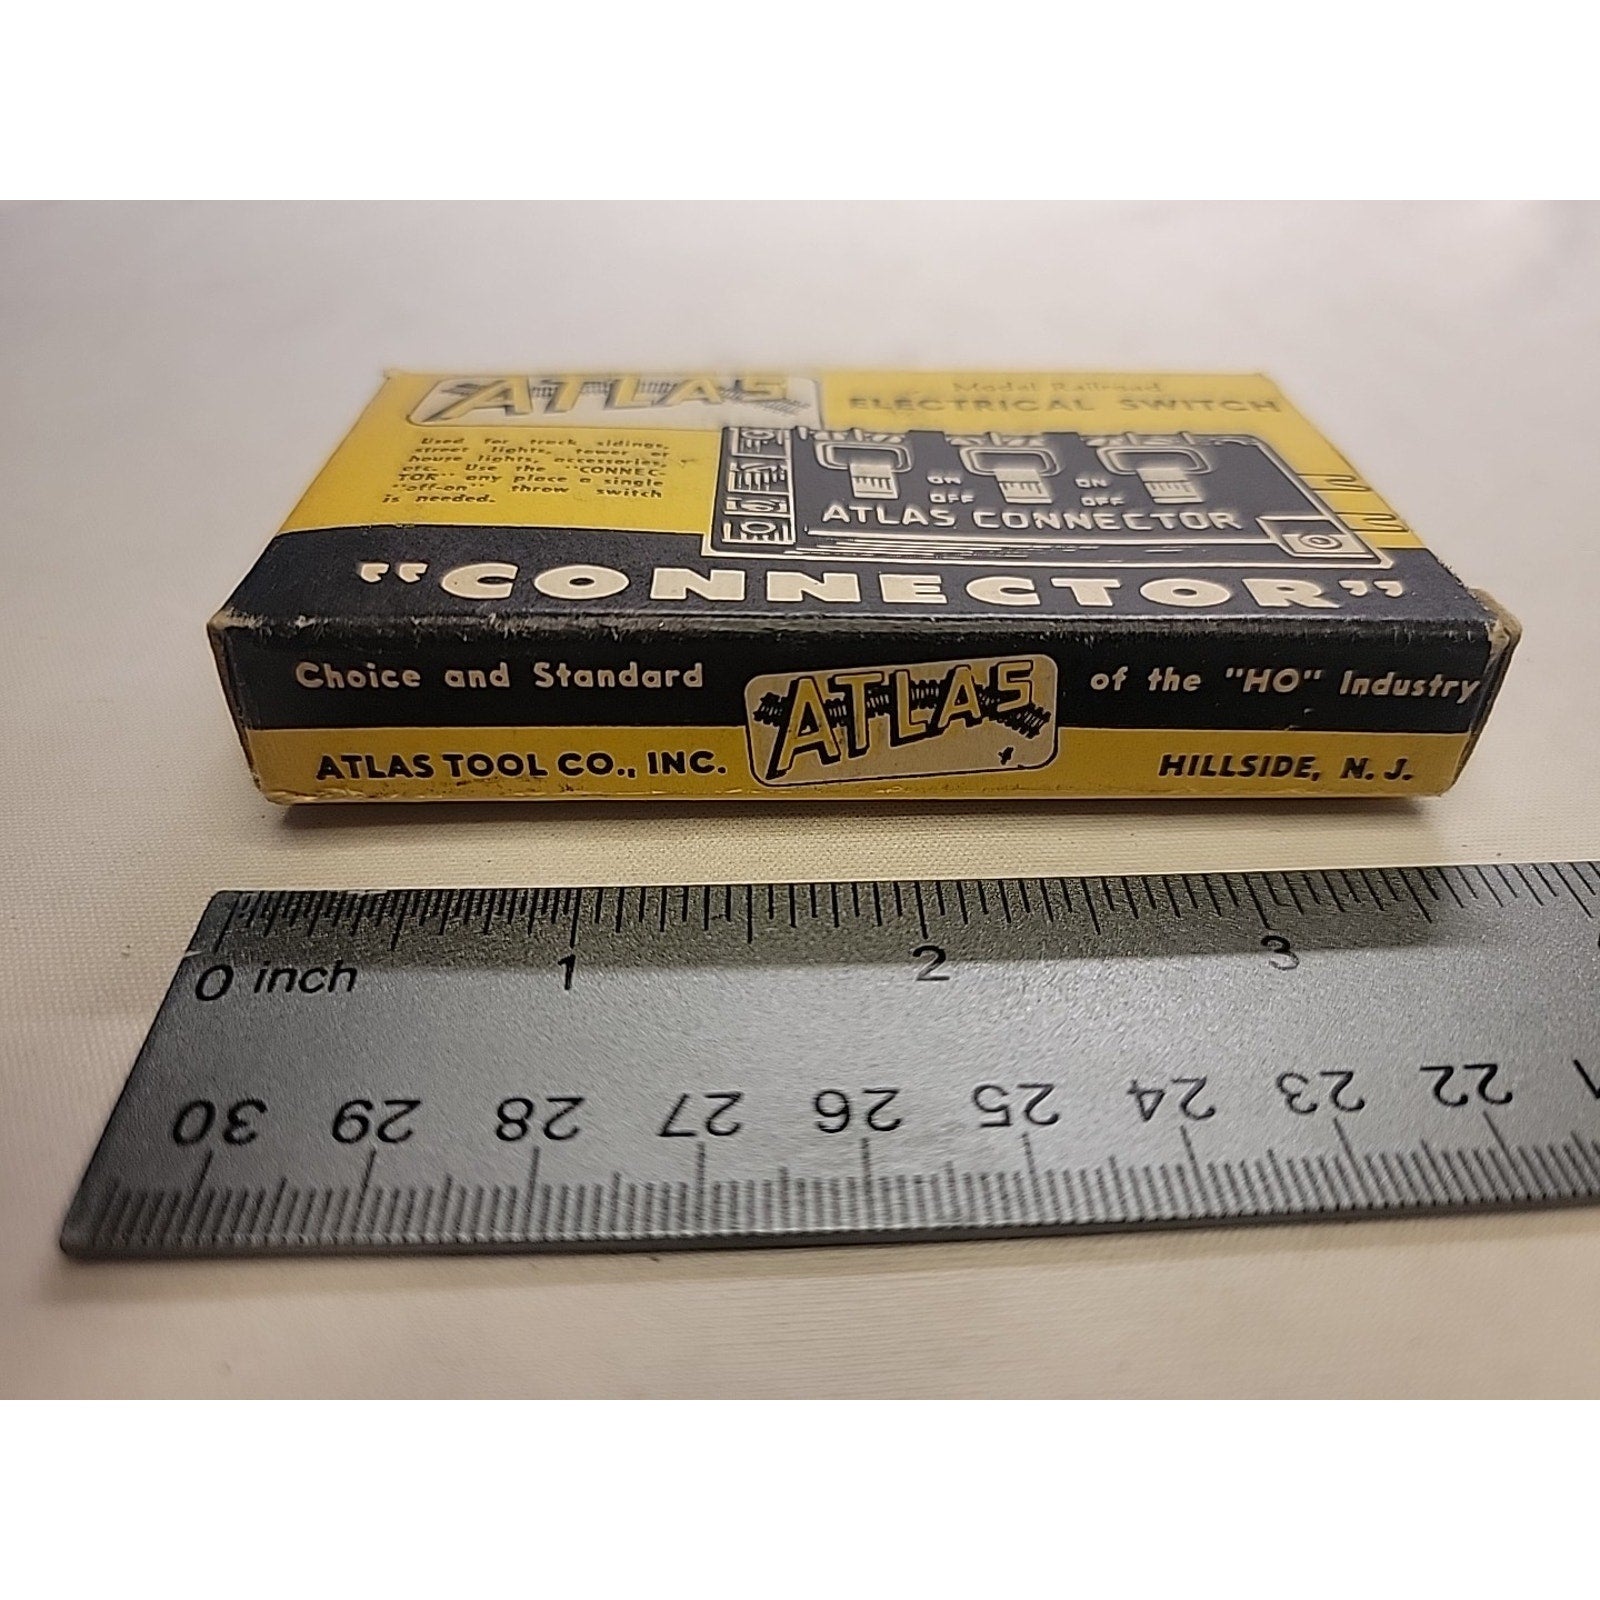 ATLAS
Model Railroad
ELECTRICAL SWITCH
Used for track sidings,
street lights, tower or
house lights, accessories,
etc. Use the "CONNEC-
TOR" any place a single
"off-on" throw switch
is needed.
ON ON
OFF OFF
ATLAS CONNECTOR
"CONNECTOR"
Choice and Standard ATLAS of the "HO" Industry
ATLAS TOOL CO., INC. HILLSIDE, N. J.
0 inch 1 2 3
30 29 28 27 26 25 24 23 22